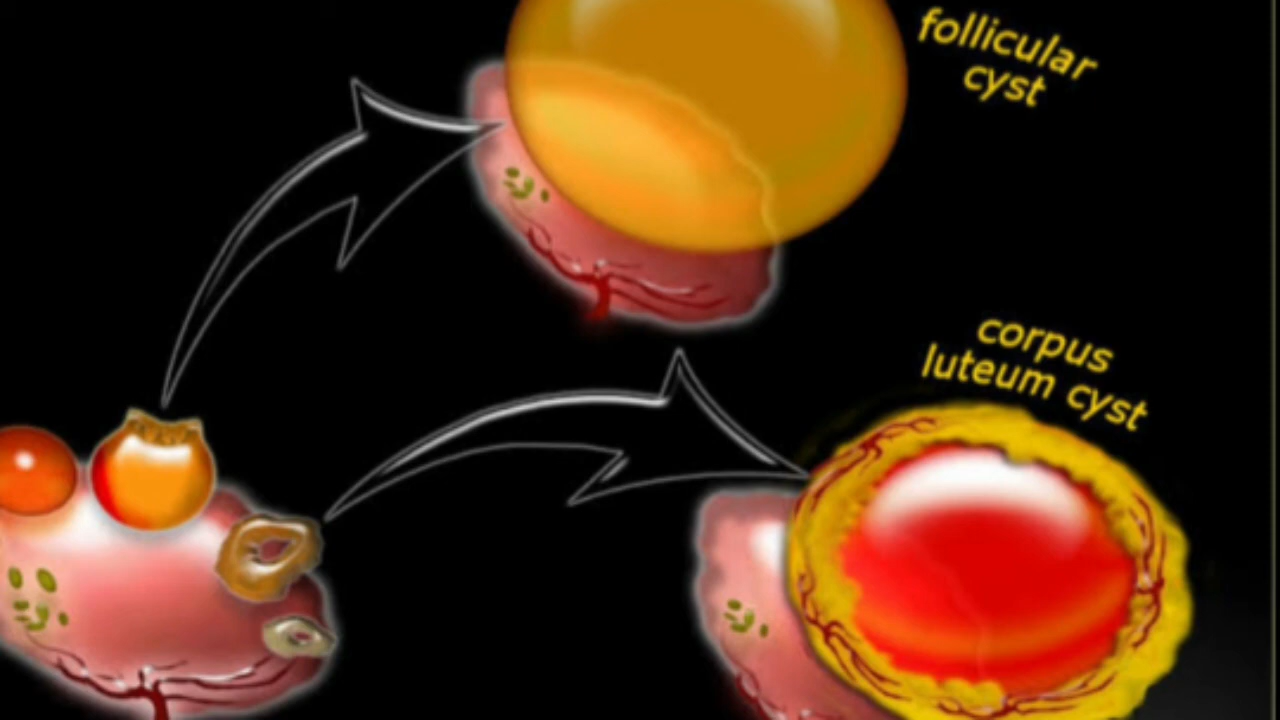 follicular
cyst
corpus
luteum cyst